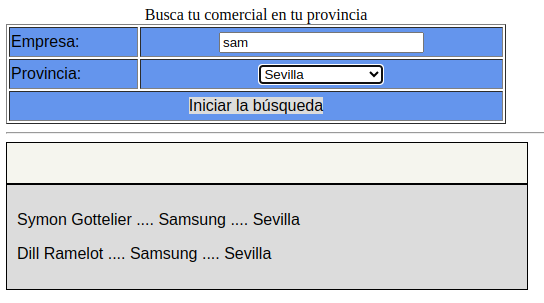 Busca tu comercial en tu provincia
Empresa: sam
Provincia: Sevilla
Iniciar la búsqueda
Symon Gottelier .... Samsung .... Sevilla
Dill Ramelot .... Samsung .... Sevilla